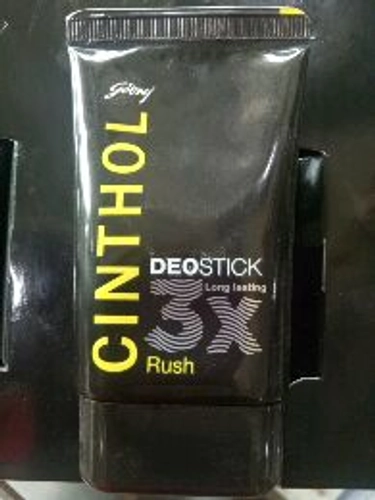 Godrej
CINTHOL
DEOSTICK
Long lasting
3X
Rush